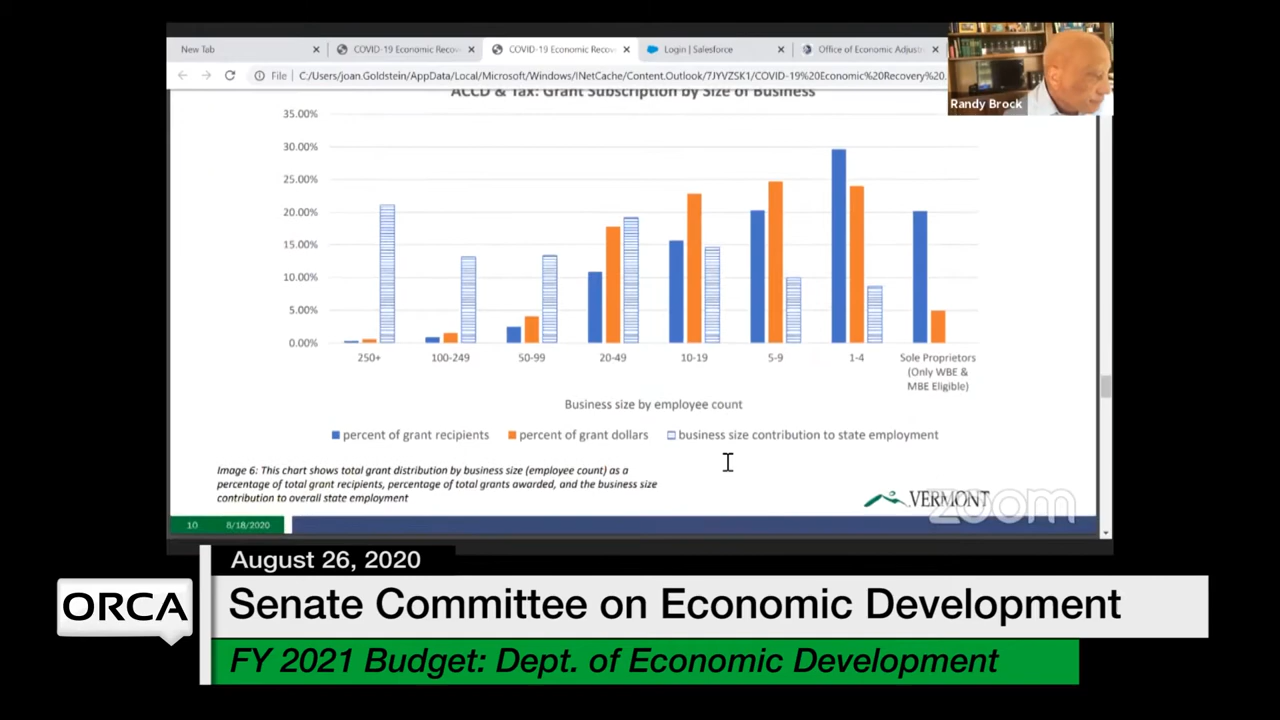 New Tab
COVID-19 Economic Recov
COVID-19 Economic Recov
Login | Salesforce
Office of Economic Adjust
File
C:/Users/joan.Goldstein/AppData/Local/Microsoft/Windows/INetCache/Content.Outlook/7JYVZSK1/COVID-19%20Economic%20Recovery%20.
Randy Brock
ACCD & Tax: Grant Subscription by Size of Business
35.00%
30.00%
25.00%
20.00%
15.00%
10.00%
5.00%
0.00%
250+ 100-249 50-99 20-49 10-19 5-9 1-4 Sole Proprietors
(Only WBE &
MBE Eligible)
Business size by employee count
percent of grant recipients percent of grant dollars business size contribution to state employment
Image 6: This chart shows total grant distribution by business size (employee count) as a
percentage of total grant recipients, percentage of total grants awarded, and the business size
contribution to overall state employment
VERMONT
zoom
10 8/18/2020
August 26, 2020
ORCA
Senate Committee on Economic Development
FY 2021 Budget: Dept. of Economic Development